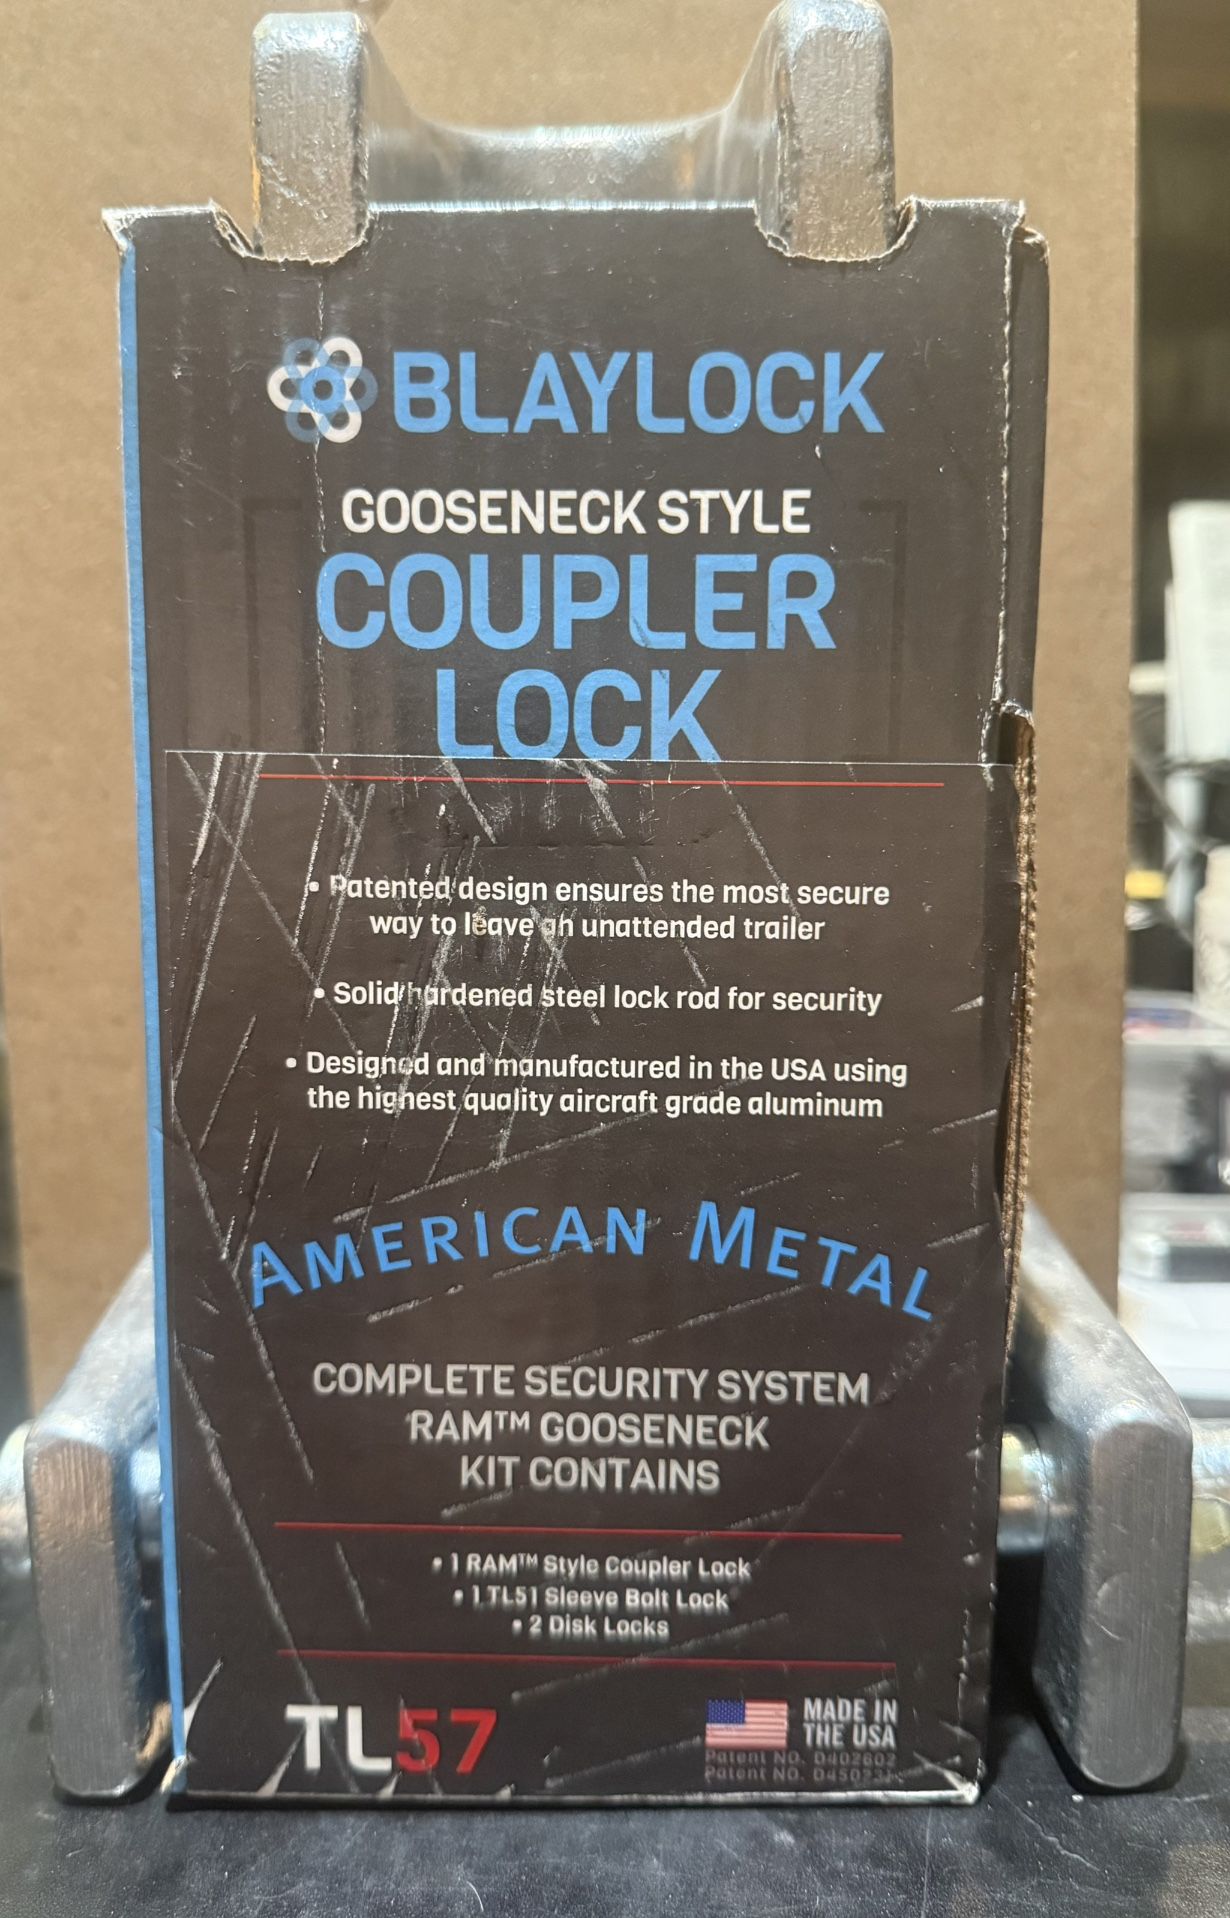 BLAYLOCK
GOOSENECK STYLE
COUPLER
LOCK
• Patented design ensures the most secure
way to leave an unattended trailer
• Solid hardened steel lock rod for security
• Designed and manufactured in the USA using
the highest quality aircraft grade aluminum
AMERICAN METAL
COMPLETE SECURITY SYSTEM
RAM™ GOOSENECK
KIT CONTAINS
• 1 RAM™ Style Coupler Lock
• 1 TL51 Sleeve Bolt Lock
• 2 Disk Locks
TL57
MADE IN
THE USA
Patent NO. D402602
Patent NO.